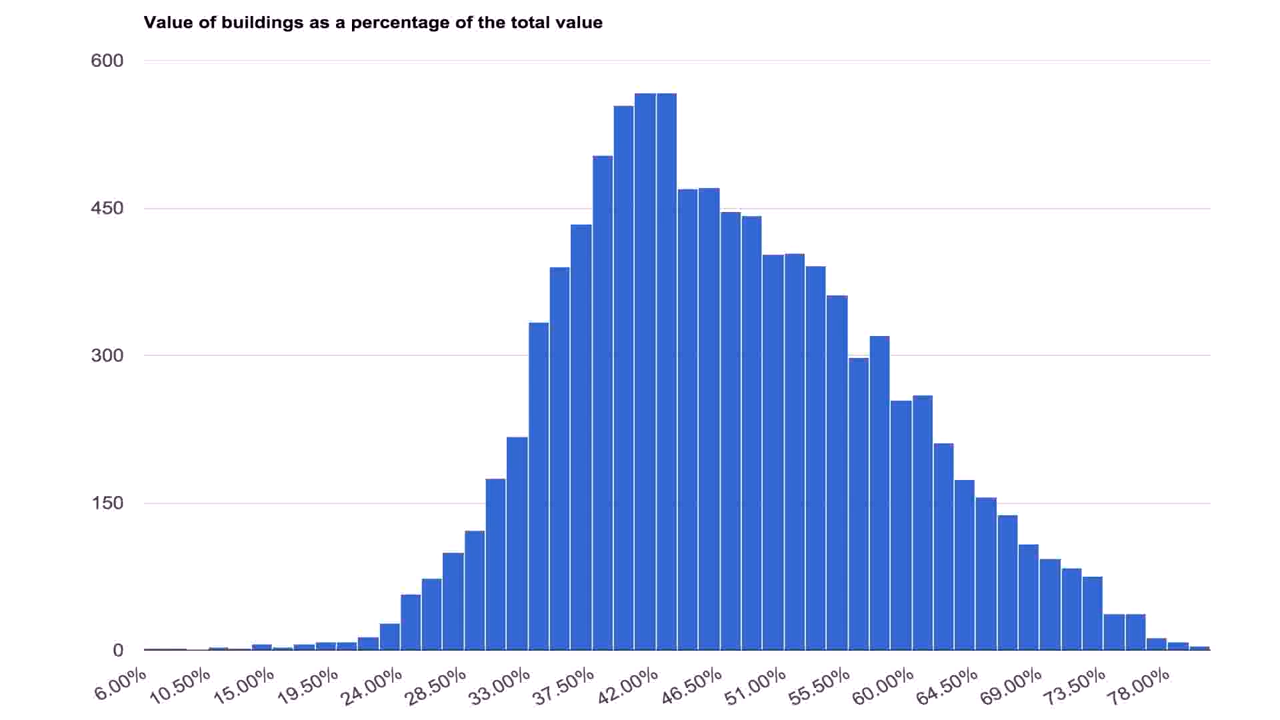 Value of buildings as a percentage of the total value
600
450
300
150
0
6.00% 10.50% 15.00% 19.50% 24.00% 28.50% 33.00% 37.50% 42.00% 46.50% 51.00% 55.50% 60.00% 64.50% 69.00% 73.50% 78.00%